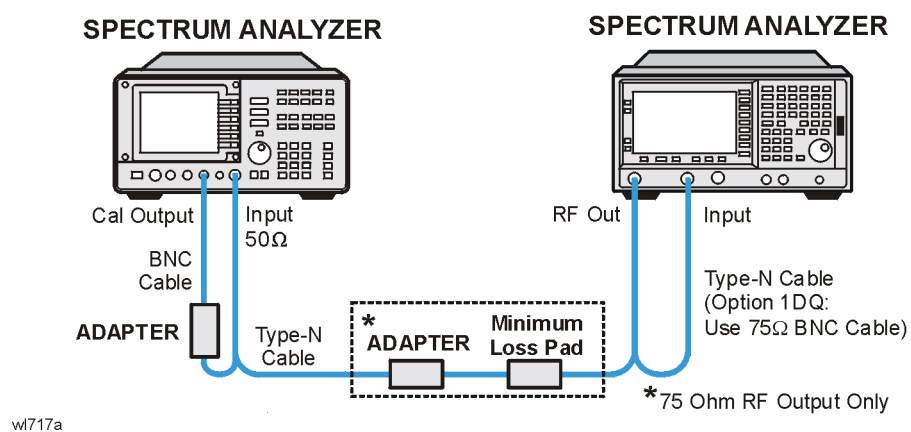 SPECTRUM ANALYZER
SPECTRUM ANALYZER
Cal Output
Input
50Ω
RF Out
Input
BNC
Cable
ADAPTER
Type-N
Cable
*
ADAPTER
Minimum
Loss Pad
Type-N Cable
(Option 1DQ:
Use 75Ω BNC Cable)
*75 Ohm RF Output Only
wl717a